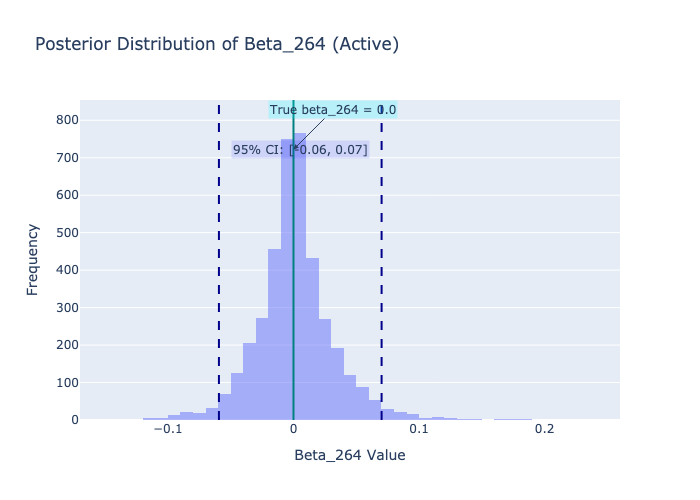 Posterior Distribution of Beta_264 (Active)
True beta_264 = 0.0
95% CI: [-0.06, 0.07]
800
700
600
500
400
300
200
100
0
Frequency
−0.1
0
0.1
0.2
Beta_264 Value